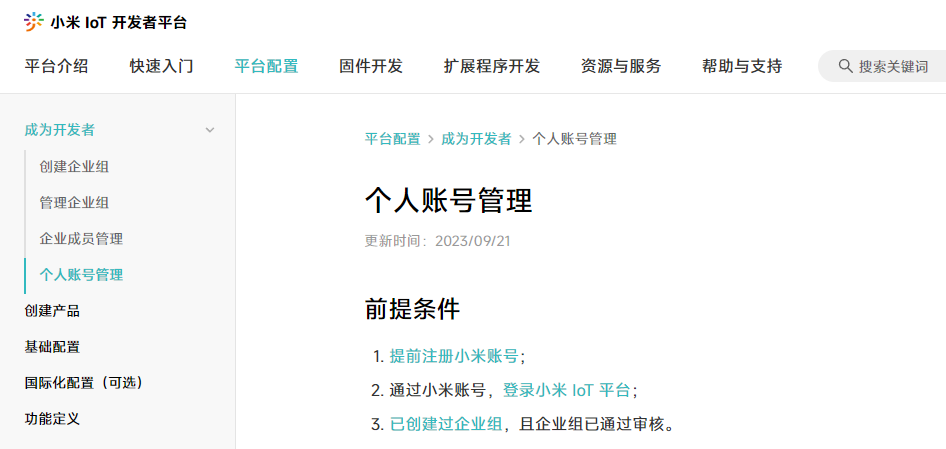 小米 IoT 开发者平台
平台介绍 快速入门 平台配置 固件开发 扩展程序开发 资源与服务 帮助与支持 搜索关键词
成为开发者
创建企业组
管理企业组
企业成员管理
个人账号管理
创建产品
基础配置
国际化配置（可选）
功能定义
平台配置 > 成为开发者 > 个人账号管理
个人账号管理
更新时间：2023/09/21
前提条件
1. 提前注册小米账号；
2. 通过小米账号，登录小米 IoT 平台；
3. 已创建过企业组，且企业组已通过审核。